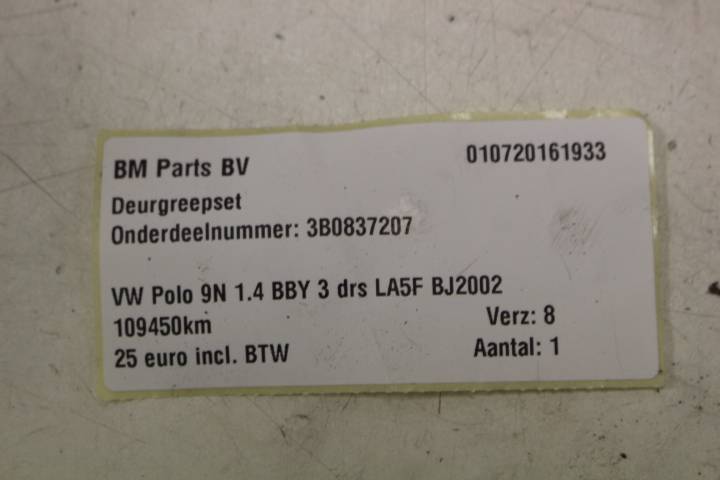 BM Parts BV 010720161933
Deurgreepset
Onderdeelnummer: 3B0837207
VW Polo 9N 1.4 BBY 3 drs LA5F BJ2002
109450km Verz: 8
25 euro incl. BTW Aantal: 1